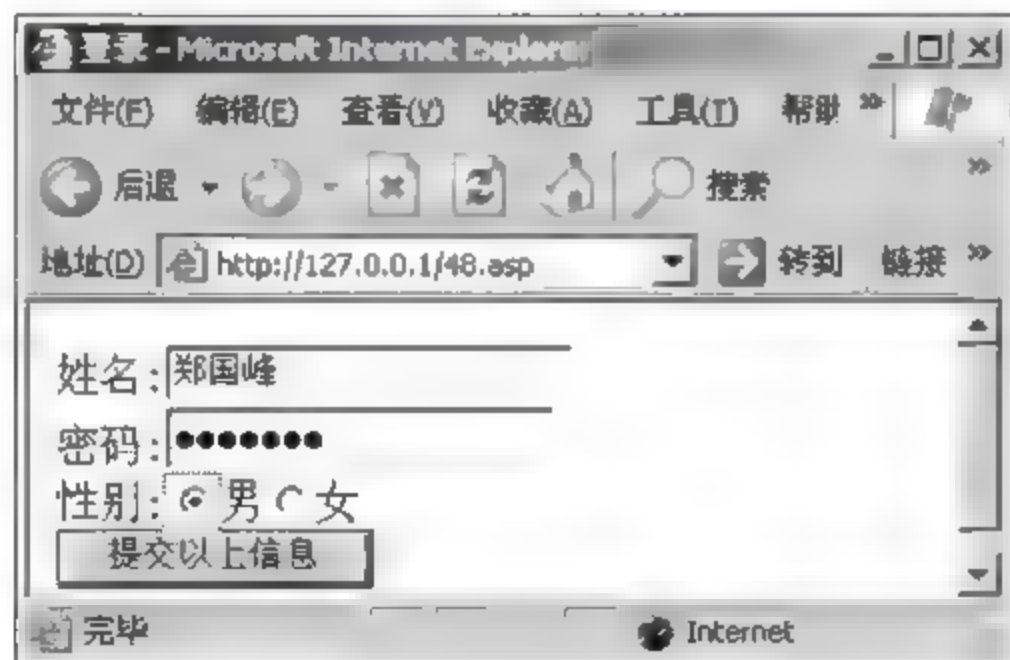 登录 - Microsoft Internet Explorer
文件(F) 编辑(E) 查看(V) 收藏(A) 工具(T) 帮助 »
后退 搜索 »
地址(D) http://127.0.0.1/48.asp 转到 链接 »
姓名:郑国峰
密码:●●●●●●●
性别: 男 女
提交以上信息
完毕 Internet